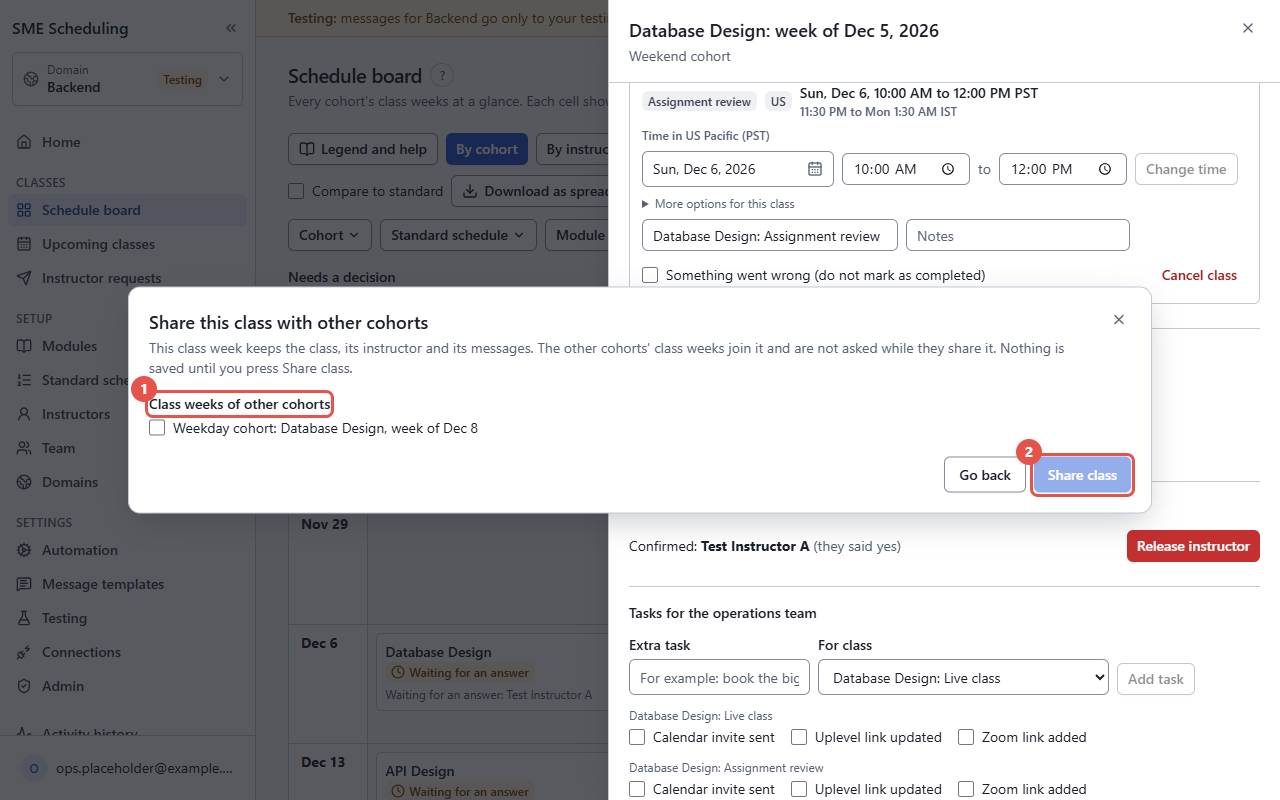 SME Scheduling
Domain
Backend
Testing
Home
CLASSES
Schedule board
Upcoming classes
Instructor requests
SETUP
Modules
Standard sche
Instructors
Team
Domains
SETTINGS
Automation
Message templates
Testing
Connections
Admin
Activity history
O
ops.placeholder@example....
Testing: messages for Backend go only to your testin
Schedule board
?
Every cohort's class weeks at a glance. Each cell show
Legend and help
By cohort
By instruc
Compare to standard
Download as spread
Cohort
Standard schedule
Module
Needs a decision
Nov 29
Dec 6
Database Design
Waiting for an answer
Waiting for an answer: Test Instructor A
Dec 13
API Design
Waiting for an answer
Database Design: week of Dec 5, 2026
Weekend cohort
Assignment review
US
Sun, Dec 6, 10:00 AM to 12:00 PM PST
11:30 PM to Mon 1:30 AM IST
Time in US Pacific (PST)
Sun, Dec 6, 2026
10:00 AM
to
12:00 PM
Change time
More options for this class
Database Design: Assignment review
Notes
Something went wrong (do not mark as completed)
Cancel class
Share this class with other cohorts
This class week keeps the class, its instructor and its messages. The other cohorts' class weeks join it and are not asked while they share it. Nothing is
saved until you press Share class.
1
Class weeks of other cohorts
Weekday cohort: Database Design, week of Dec 8
Go back
2
Share class
Confirmed: Test Instructor A (they said yes)
Release instructor
Tasks for the operations team
Extra task
For class
For example: book the big
Database Design: Live class
Add task
Database Design: Live class
Calendar invite sent
Uplevel link updated
Zoom link added
Database Design: Assignment review
Calendar invite sent
Uplevel link updated
Zoom link added